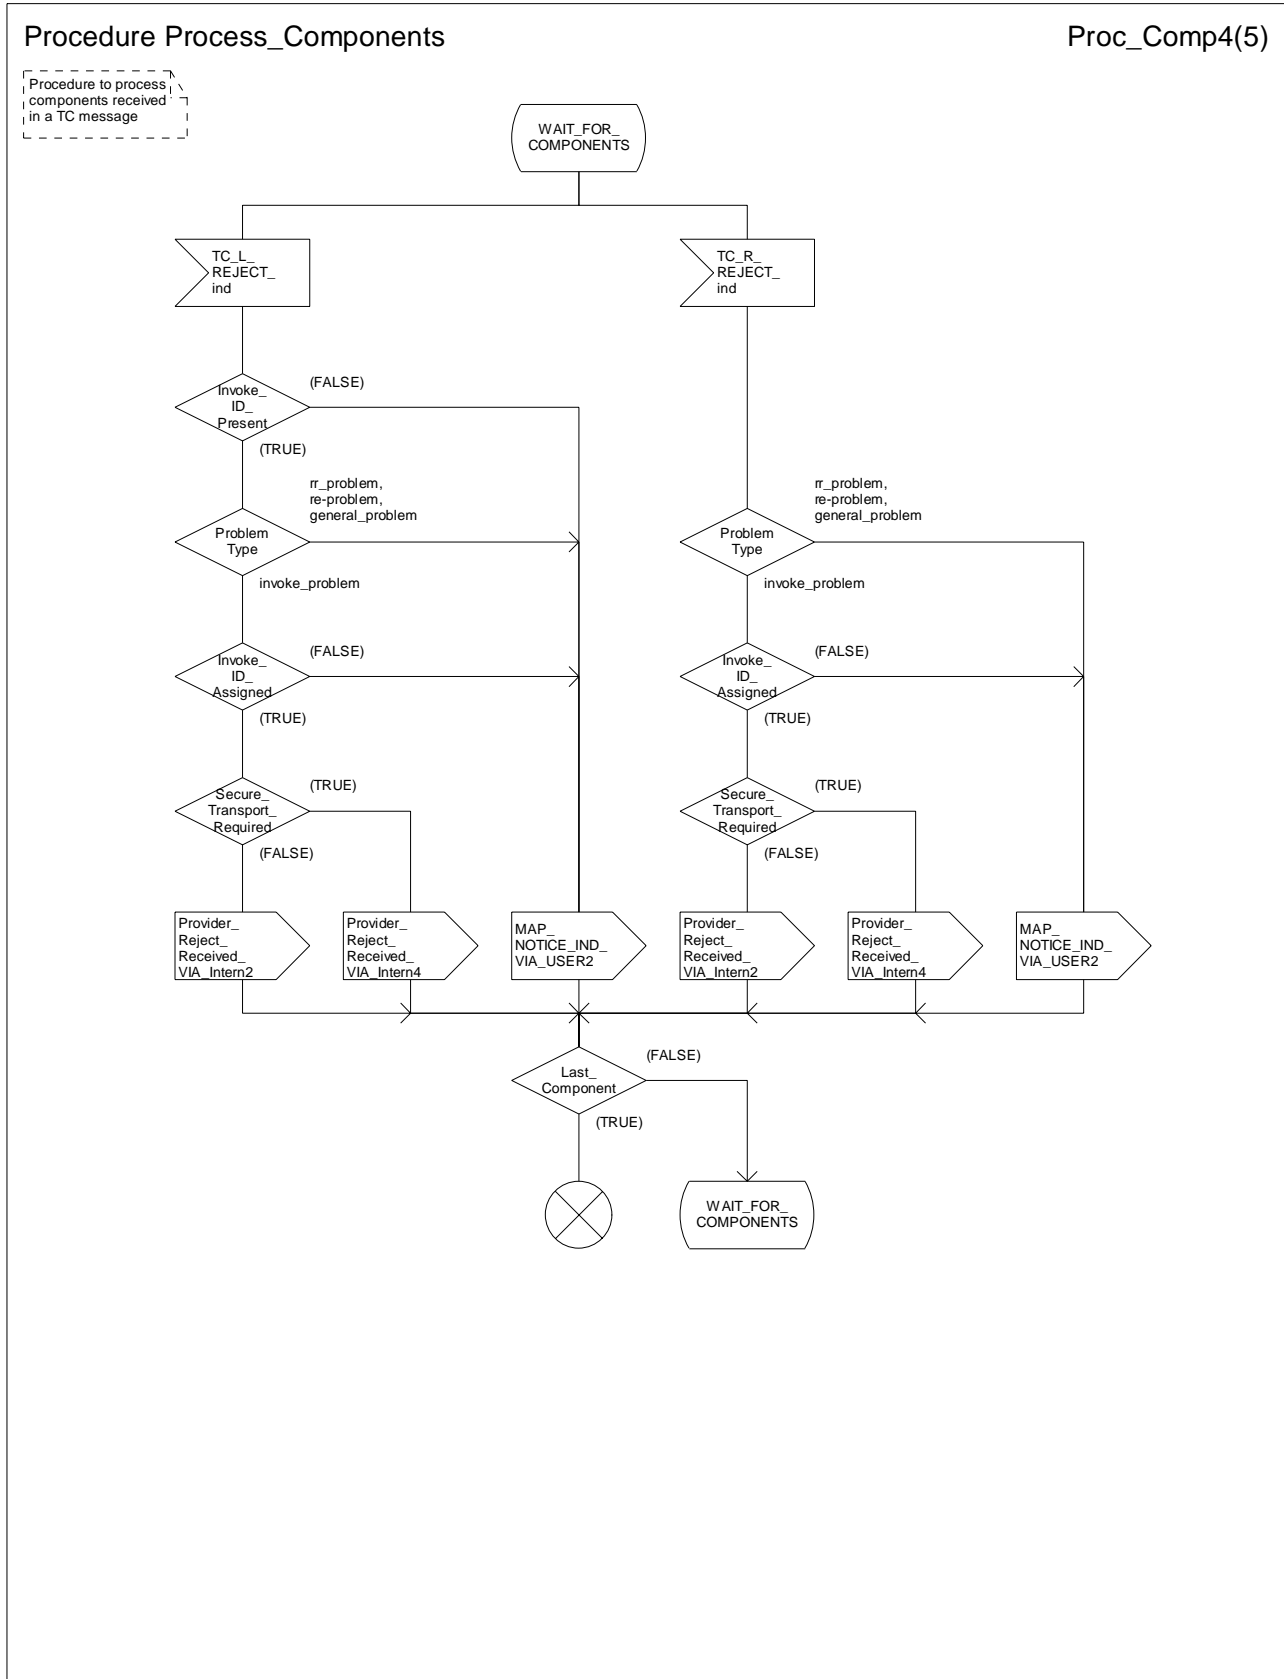 Procedure Process_Components
Proc_Comp4(5)
Procedure to process
components received
in a TC message
WAIT_FOR_
COMPONENTS
TC_L_
REJECT_
ind
TC_R_
REJECT_
ind
Invoke_
ID_
Present
(FALSE)
(TRUE)
rr_problem,
re-problem,
general_problem
Problem
Type
invoke_problem
rr_problem,
re-problem,
general_problem
Problem
Type
invoke_problem
Invoke_
ID_
Assigned
(FALSE)
(TRUE)
Invoke_
ID_
Assigned
(FALSE)
(TRUE)
Secure_
Transport_
Required
(TRUE)
(FALSE)
Secure_
Transport_
Required
(TRUE)
(FALSE)
Provider_
Reject_
Received_
VIA_Intern2
Provider_
Reject_
Received_
VIA_Intern4
MAP_
NOTICE_IND_
VIA_USER2
Provider_
Reject_
Received_
VIA_Intern2
Provider_
Reject_
Received_
VIA_Intern4
MAP_
NOTICE_IND_
VIA_USER2
Last_
Component
(FALSE)
(TRUE)
WAIT_FOR_
COMPONENTS